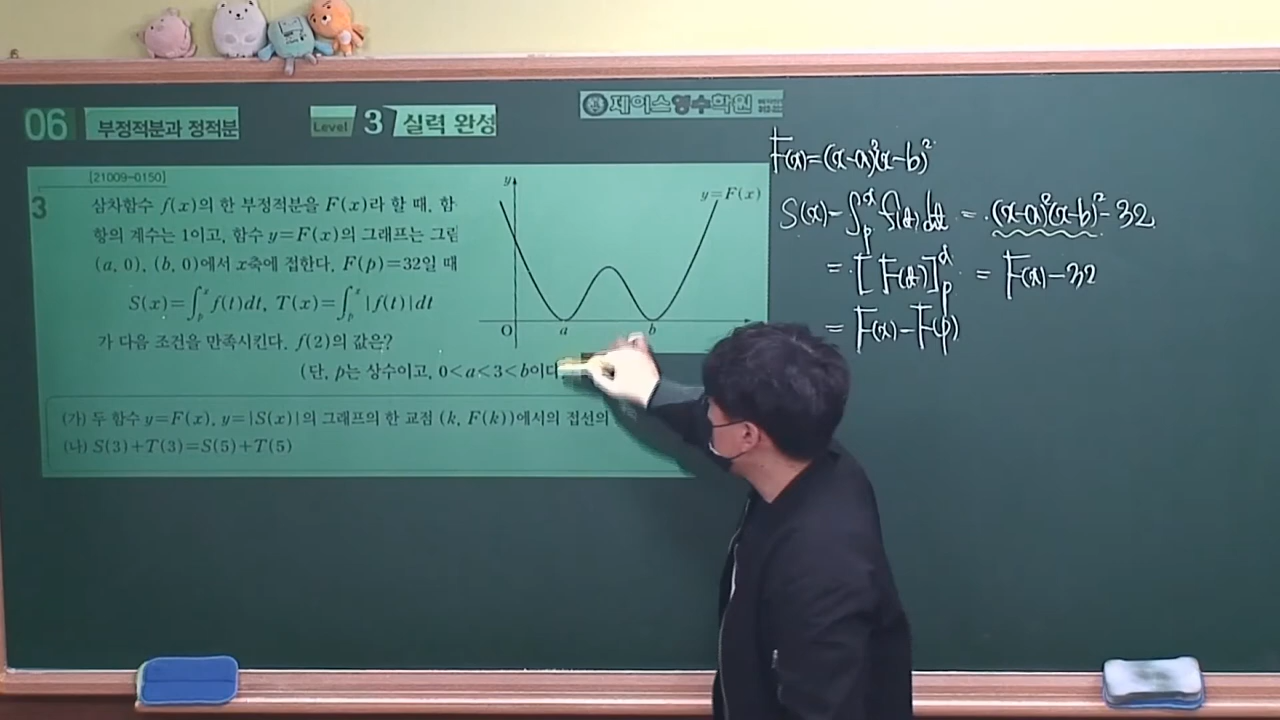 06 부정적분과 정적분 Level 3 실력 완성
제이스영수학원
[21009-0150]
3 삼차함수 f(x)의 한 부정적분을 F(x)라 할 때, 함
항의 계수는 1이고, 함수 y=F(x)의 그래프는 그림
(a, 0), (b, 0)에서 x축에 접한다. F(p)=32일 때
S(x)=∫_p^x f(t)dt, T(x)=∫_p^x |f(t)|dt
가 다음 조건을 만족시킨다. f(2)의 값은?
(단, p는 상수이고, 0<a<3<b이다
(가) 두 함수 y=F(x), y=|S(x)|의 그래프의 한 교점 (k, F(k))에서의 접선의
(나) S(3)+T(3)=S(5)+T(5)
y
y=F(x)
O a b
F(x)=(x-a)²(x-b)²
S(x)=∫_p^x f(t)dt = (x-a)²(x-b)²-32
=[F(t)]_p^x = F(x)-32
= F(x)-F(p)